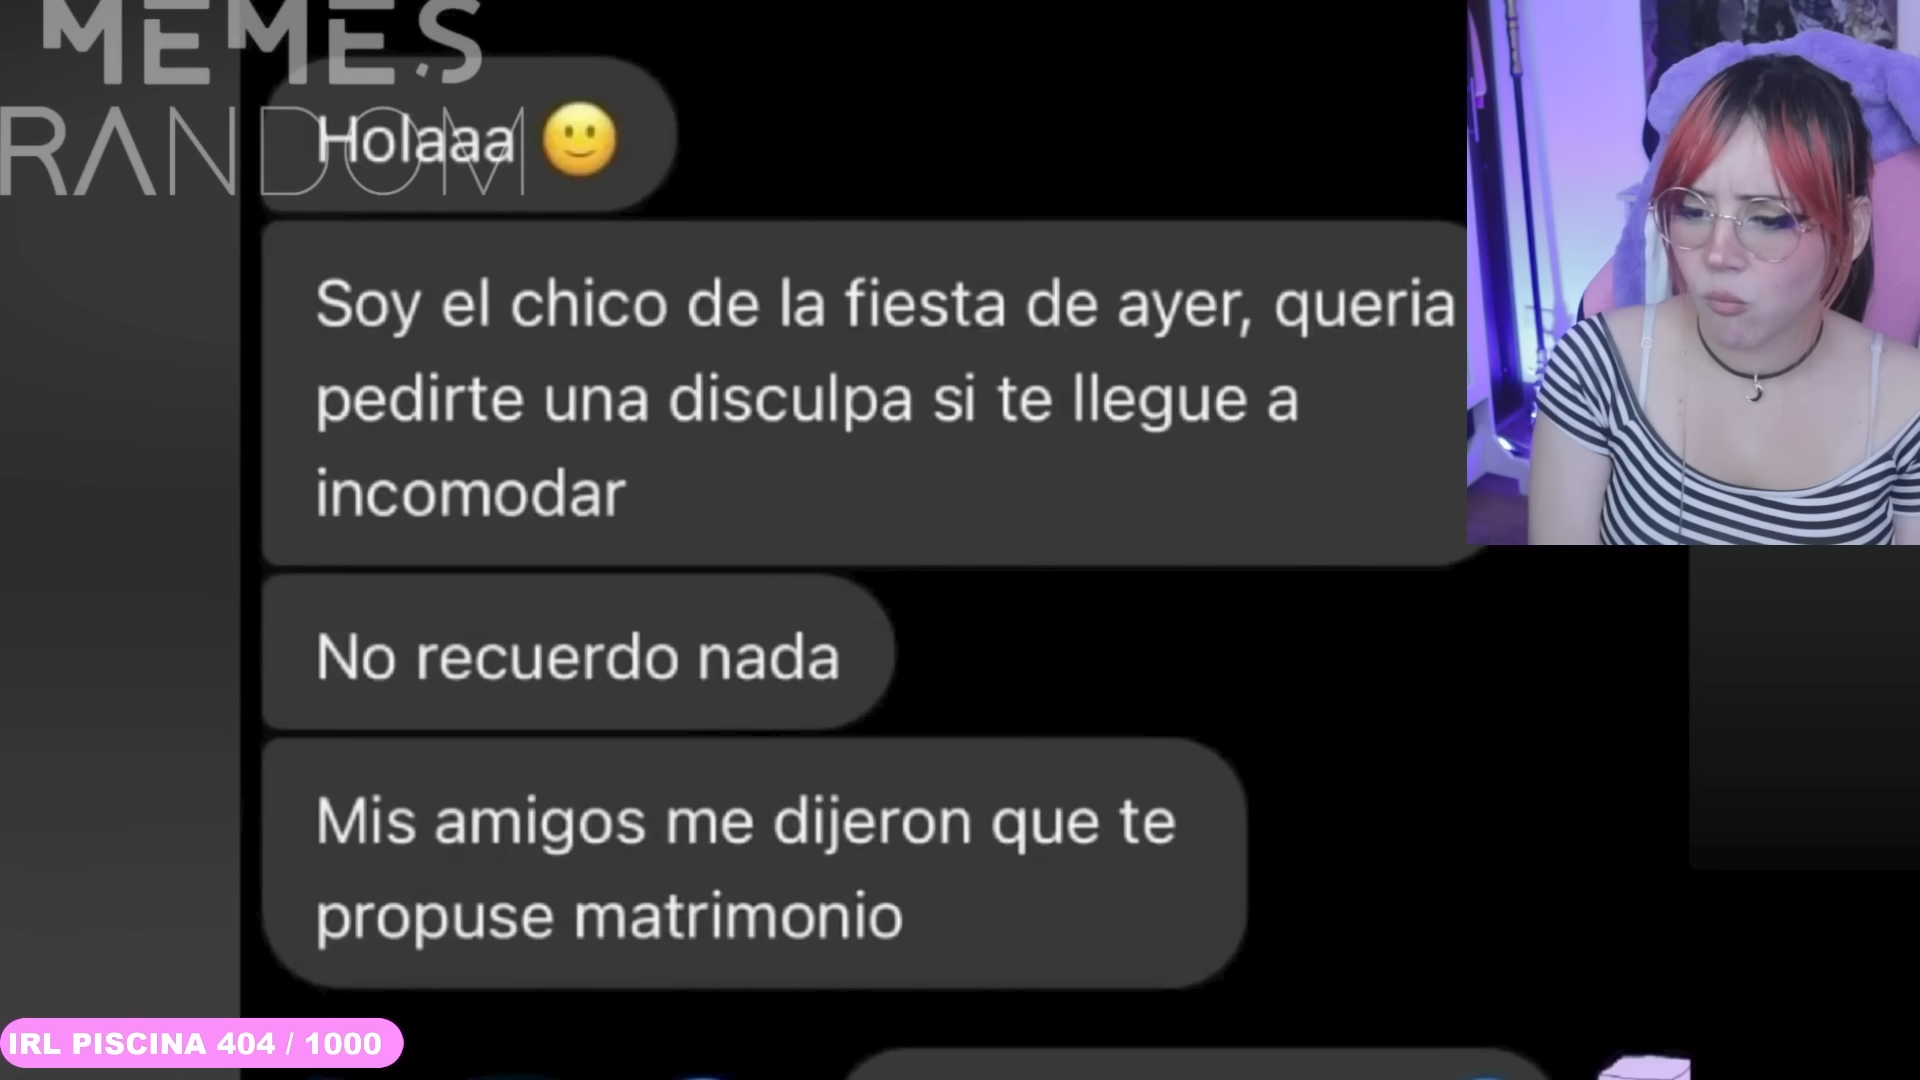 MEMES
RANDOM
Holaaa 🙂
Soy el chico de la fiesta de ayer, queria
pedirte una disculpa si te llegue a
incomodar
No recuerdo nada
Mis amigos me dijeron que te
propuse matrimonio
IRL PISCINA 404 / 1000